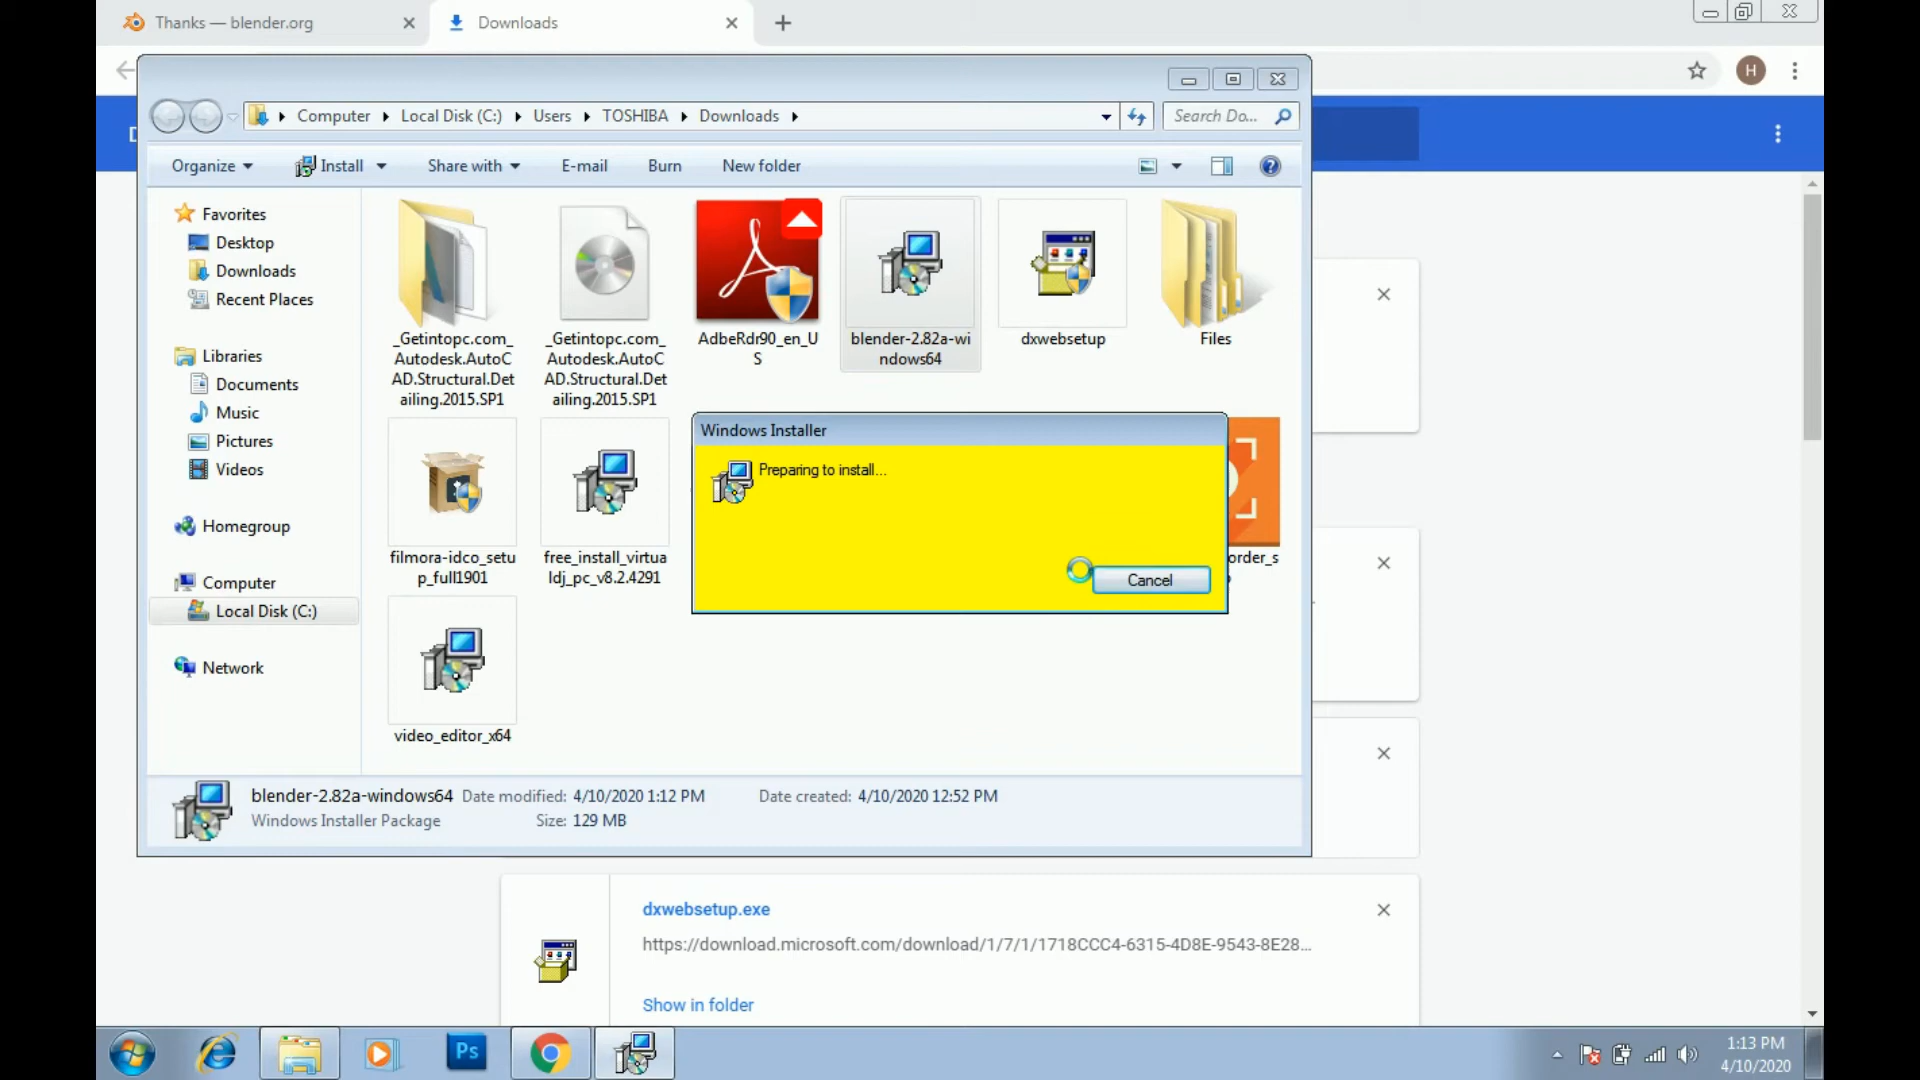 Thanks — blender.org
Downloads
H
Computer
Local Disk (C:)
Users
TOSHIBA
Downloads
Search Do...
Organize
Install
Share with
E-mail
Burn
New folder
Favorites
Desktop
Downloads
Recent Places
Libraries
Documents
Music
Pictures
Videos
Homegroup
Computer
Local Disk (C:)
Network
_Getintopc.com_
Autodesk.AutoC
AD.Structural.Det
ailing.2015.SP1
_Getintopc.com_
Autodesk.AutoC
AD.Structural.Det
ailing.2015.SP1
AdbeRdr90_en_U
S
blender-2.82a-wi
ndows64
dxwebsetup
Files
filmora-idco_setu
p_full1901
free_install_virtua
ldj_pc_v8.2.4291
order_s
video_editor_x64
Windows Installer
Preparing to install...
Cancel
blender-2.82a-windows64 Date modified: 4/10/2020 1:12 PM Date created: 4/10/2020 12:52 PM
Windows Installer Package Size: 129 MB
dxwebsetup.exe
https://download.microsoft.com/download/1/7/1/1718CCC4-6315-4D8E-9543-8E28...
Show in folder
Ps
1:13 PM
4/10/2020